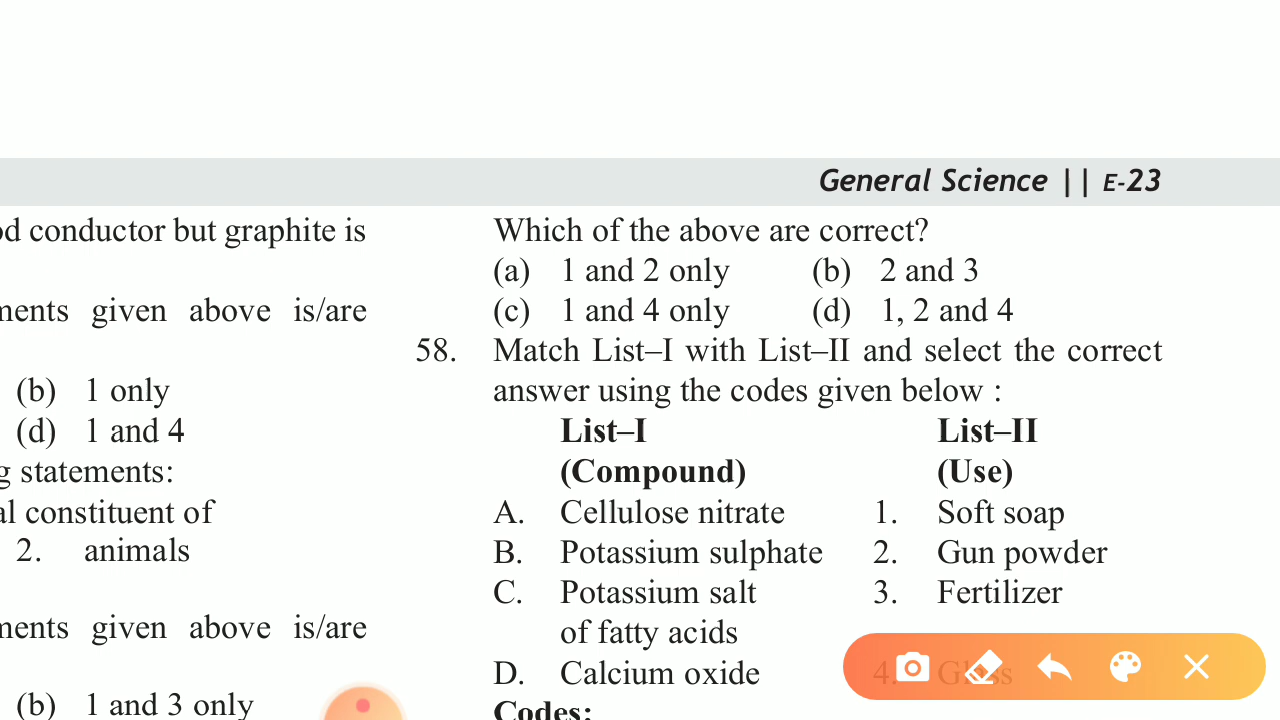 General Science || E-23
od conductor but graphite is
ments given above is/are
(b) 1 only
(d) 1 and 4
g statements:
al constituent of
2. animals
ments given above is/are
(b) 1 and 3 only
Which of the above are correct?
(a) 1 and 2 only (b) 2 and 3
(c) 1 and 4 only (d) 1, 2 and 4
58. Match List–I with List–II and select the correct
answer using the codes given below :
List–I List–II
(Compound) (Use)
A. Cellulose nitrate 1. Soft soap
B. Potassium sulphate 2. Gun powder
C. Potassium salt 3. Fertilizer
of fatty acids
D. Calcium oxide 4. Glass
Codes: